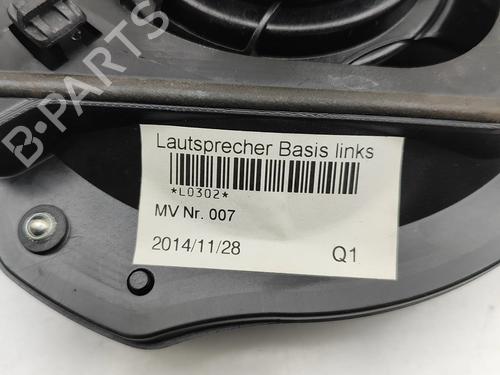 B-PARTS
Lautsprecher Basis links
*L0302*
MV Nr. 007
2014/11/28 Q1